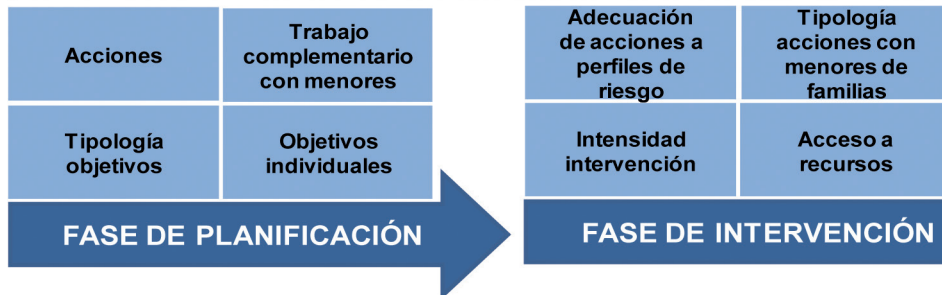 Acciones
Trabajo
complementario
con menores
Tipología
objetivos
Objetivos
individuales
FASE DE PLANIFICACIÓN
Adecuación
de acciones a
perfiles de
riesgo
Tipología
acciones con
menores de
familias
Intensidad
intervención
Acceso a
recursos
FASE DE INTERVENCIÓN